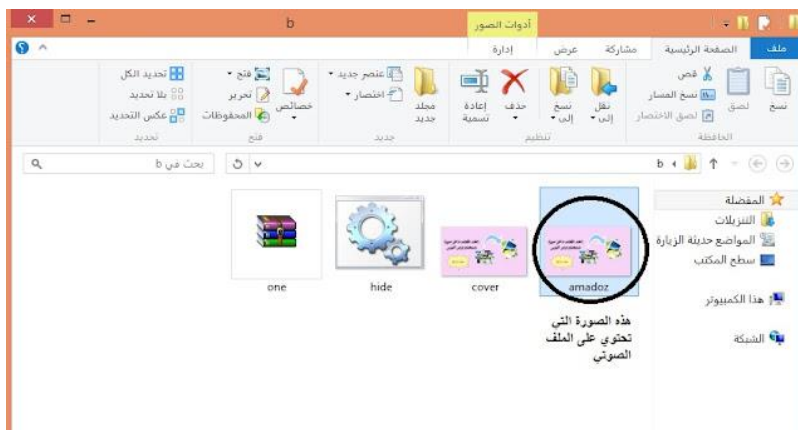 b
أدوات الصور
ملف
الصفحة الرئيسية
مشاركة
عرض
إدارة
نسخ
لصق
قص
نسخ المسار
لصق الاختصار
الحافظة
نقل إلى
نسخ إلى
حذف
إعادة تسمية
تنظيم
مجلد جديد
عنصر جديد
اختصار
جديد
خصائص
فتح
تحرير
المحفوظات
فتح
تحديد الكل
بلا تحديد
عكس التحديد
تحديد
b
بحث في b
المفضلة
التنزيلات
المواضع حديثة الزيارة
سطح المكتب
هذا الكمبيوتر
الشبكة
amadoz
cover
hide
one
هذه الصورة التي
تحتوي على الملف
الصوتي